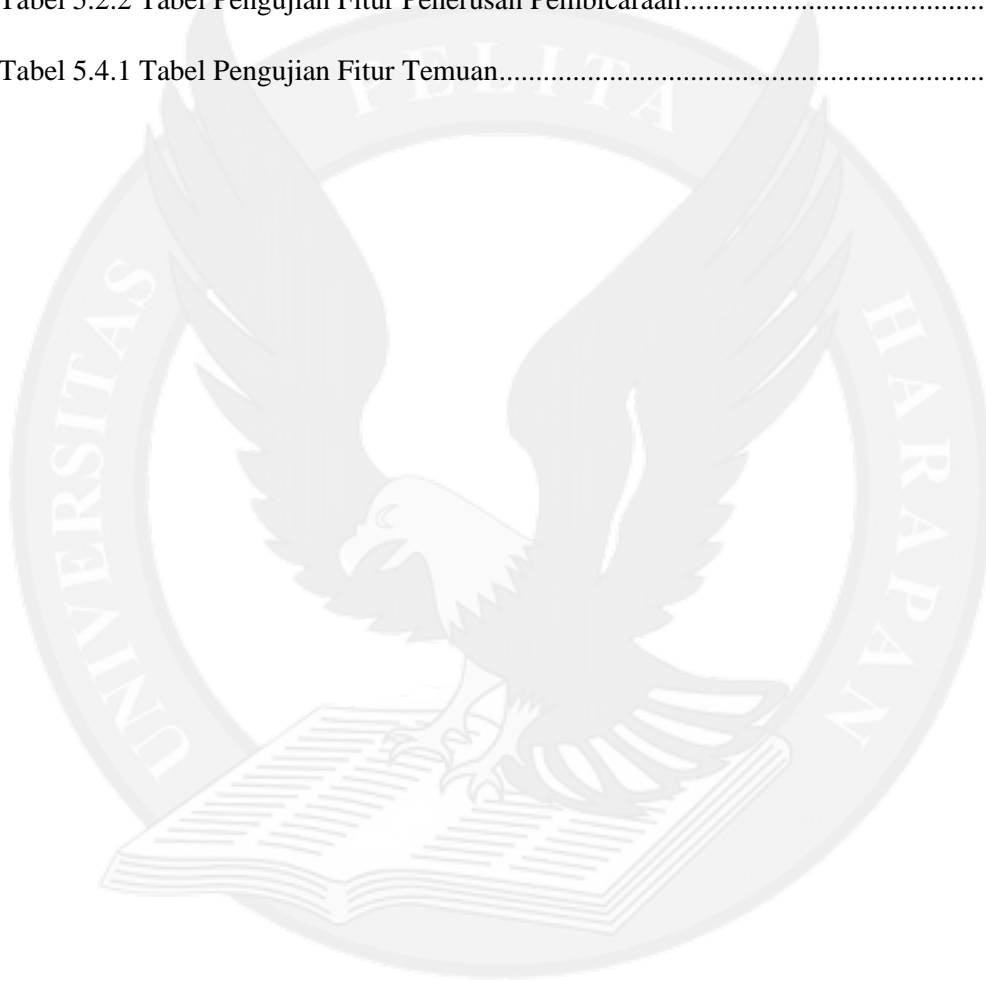 Tabel 5.2.2 Tabel Pengujian Fitur Penerusan Pembicaraan.........................................
Tabel 5.4.1 Tabel Pengujian Fitur Temuan..................................................................
UNIVERSITAS PELITA HARAPAN